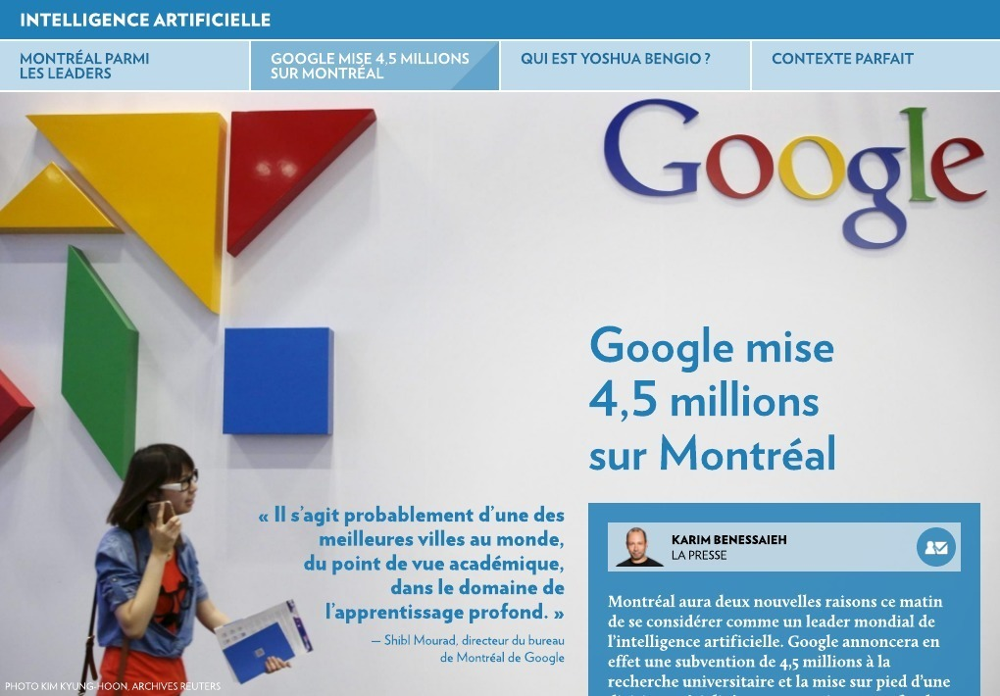 INTELLIGENCE ARTIFICIELLE
MONTRÉAL PARMI
LES LEADERS
GOOGLE MISE 4,5 MILLIONS
SUR MONTRÉAL
QUI EST YOSHUA BENGIO ?
CONTEXTE PARFAIT
Google
Google mise
4,5 millions
sur Montréal
« Il s’agit probablement d’une des
meilleures villes au monde,
du point de vue académique,
dans le domaine de
l’apprentissage profond. »
— Shibl Mourad, directeur du bureau
de Montréal de Google
KARIM BENESSAIEH
LA PRESSE
Montréal aura deux nouvelles raisons ce matin
de se considérer comme un leader mondial de
l’intelligence artificielle. Google annoncera en
effet une subvention de 4,5 millions à la
recherche universitaire et la mise sur pied d’une
PHOTO KIM KYUNG-HOON, ARCHIVES REUTERS